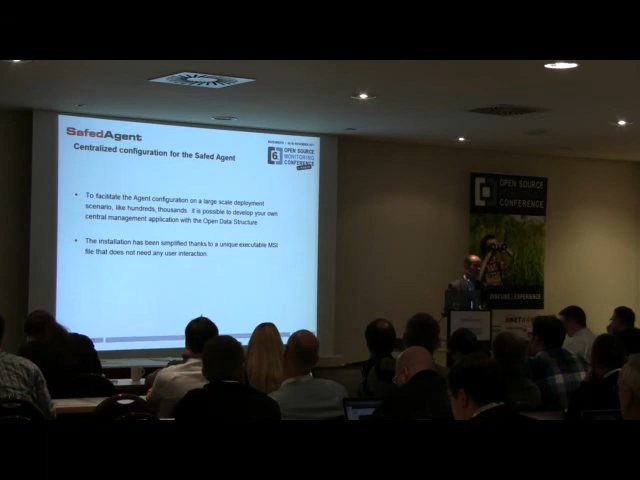 SafedAgent
Centralized configuration for the Safed Agent
6
OPEN SOURCE
MONITORING
CONFERENCE
• To facilitate the Agent configuration on a large scale deployment
scenario, like hundreds, thousands it is possible to develop your own
central management application with the Open Data Structure
• The installation has been simplified thanks to a unique executable MSI
file that does not need any user interaction.
OPEN SOURCE
CONFERENCE